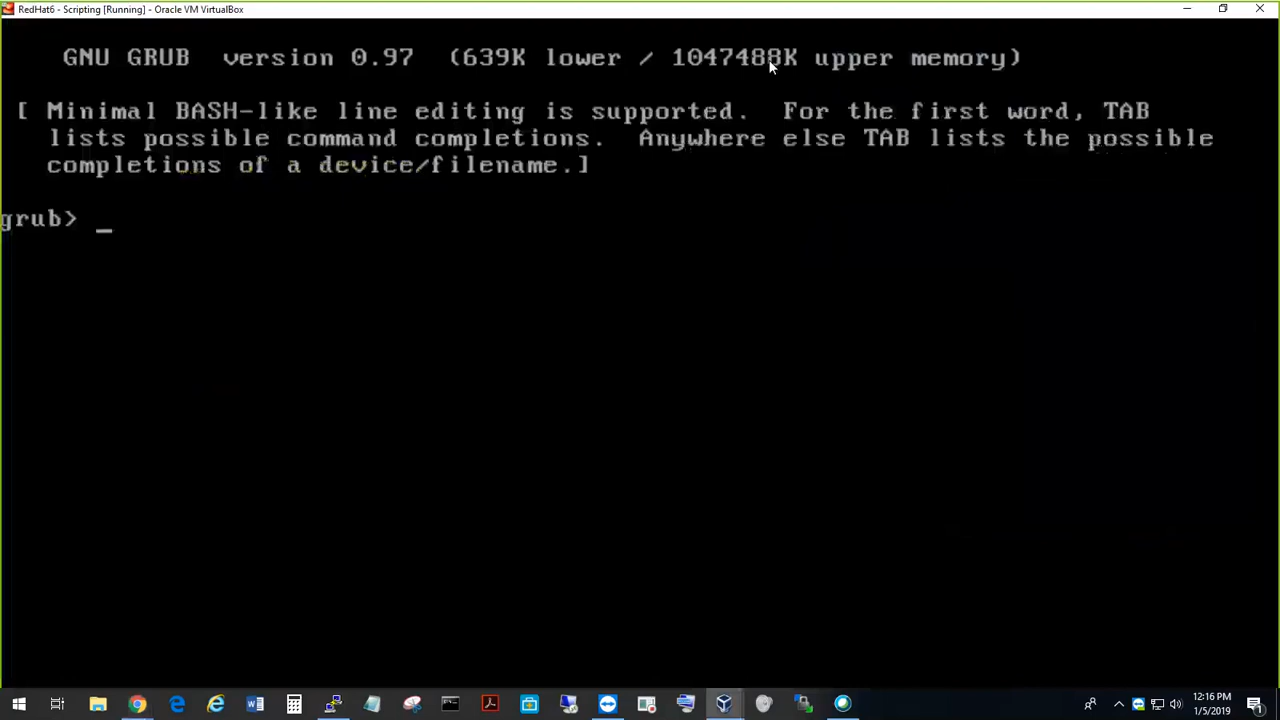 RedHat6 - Scripting [Running] - Oracle VM VirtualBox
GNU GRUB version 0.97 (639K lower / 1047488K upper memory)
[ Minimal BASH-like line editing is supported. For the first word, TAB
lists possible command completions. Anywhere else TAB lists the possible
completions of a device/filename.]
grub> _
12:16 PM
1/5/2019